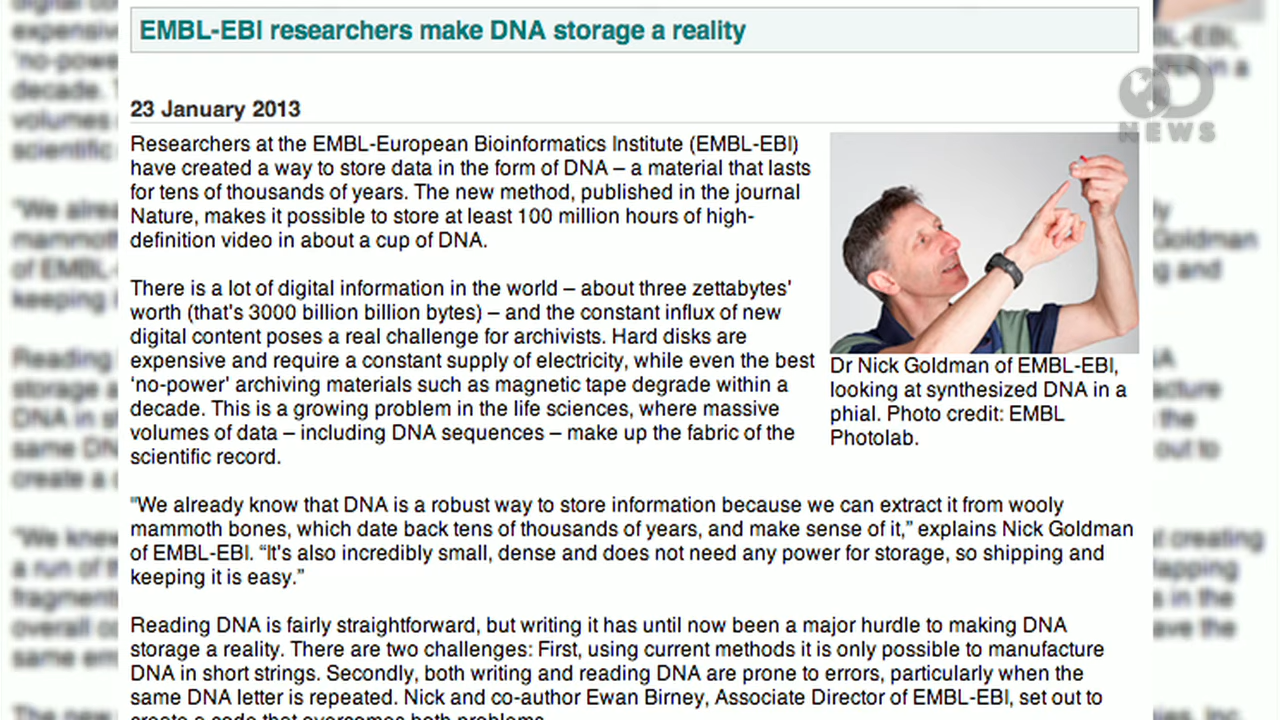 EMBL-EBI researchers make DNA storage a reality
23 January 2013
Researchers at the EMBL-European Bioinformatics Institute (EMBL-EBI)
have created a way to store data in the form of DNA – a material that lasts
for tens of thousands of years. The new method, published in the journal
Nature, makes it possible to store at least 100 million hours of high-
definition video in about a cup of DNA.
There is a lot of digital information in the world – about three zettabytes'
worth (that's 3000 billion billion bytes) – and the constant influx of new
digital content poses a real challenge for archivists. Hard disks are
expensive and require a constant supply of electricity, while even the best
'no-power' archiving materials such as magnetic tape degrade within a
decade. This is a growing problem in the life sciences, where massive
volumes of data – including DNA sequences – make up the fabric of the
scientific record.
Dr Nick Goldman of EMBL-EBI,
looking at synthesized DNA in a
phial. Photo credit: EMBL
Photolab.
"We already know that DNA is a robust way to store information because we can extract it from wooly
mammoth bones, which date back tens of thousands of years, and make sense of it,” explains Nick Goldman
of EMBL-EBI. “It's also incredibly small, dense and does not need any power for storage, so shipping and
keeping it is easy.”
Reading DNA is fairly straightforward, but writing it has until now been a major hurdle to making DNA
storage a reality. There are two challenges: First, using current methods it is only possible to manufacture
DNA in short strings. Secondly, both writing and reading DNA are prone to errors, particularly when the
same DNA letter is repeated. Nick and co-author Ewan Birney, Associate Director of EMBL-EBI, set out to
create a code that overcomes both problems.
D
NEWS